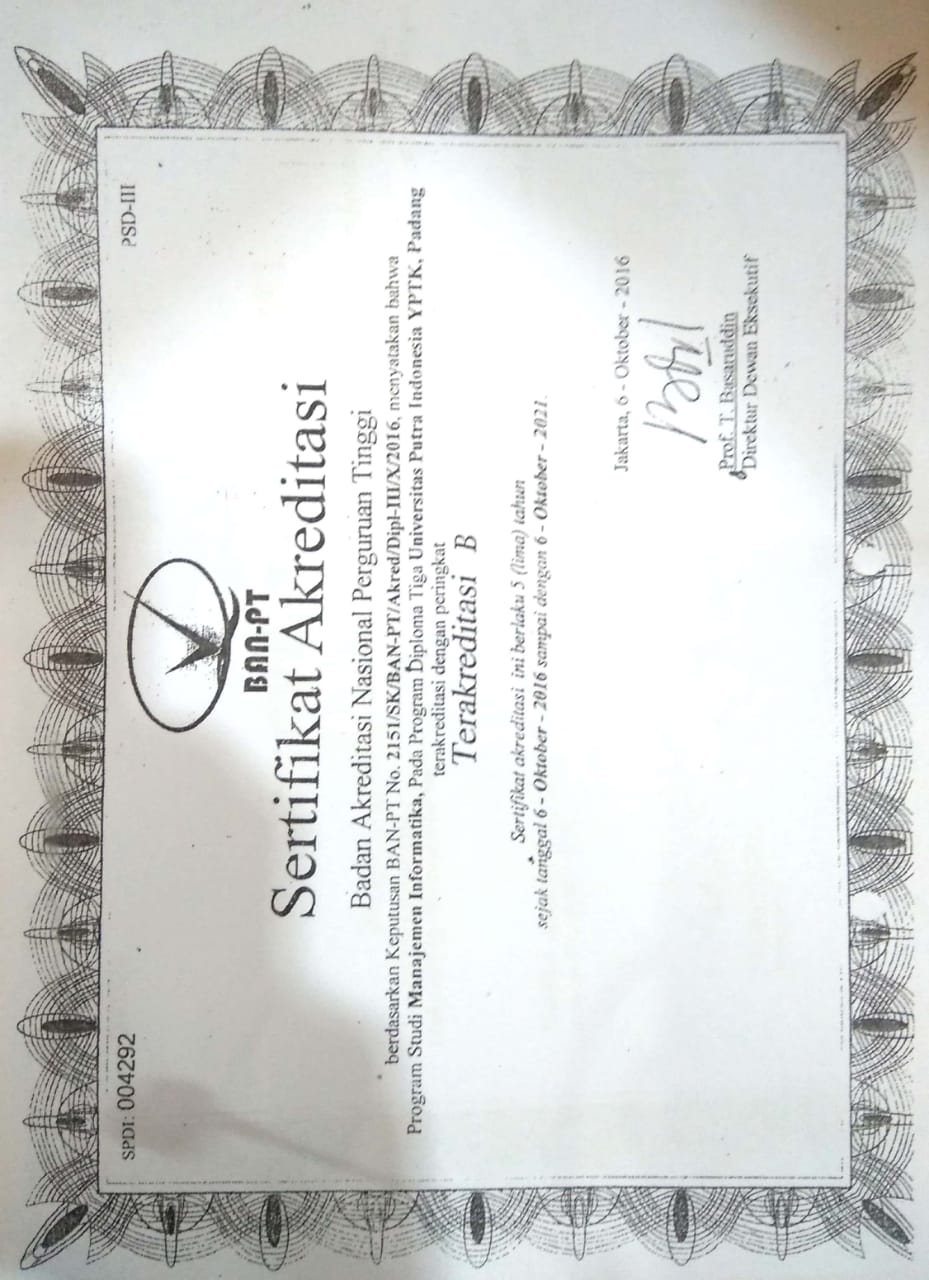 SPDI: 004292
PSD-III
BAN-PT
Sertifikat Akreditasi
Badan Akreditasi Nasional Perguruan Tinggi
berdasarkan Keputusan BAN-PT No. 2151/SK/BAN-PT/Akred/Dipl-III/X/2016, menyatakan bahwa
Program Studi Manajemen Informatika, Pada Program Diploma Tiga Universitas Putra Indonesia YPTK, Padang
terakreditasi dengan peringkat
Terakreditasi B
Sertifikat akreditasi ini berlaku 5 (lima) tahun
sejak tanggal 6 - Oktober - 2016 sampai dengan 6 - Oktober - 2021.
Jakarta, 6 - Oktober - 2016
Prof. T. Basaruddin
Direktur Dewan Eksekutif